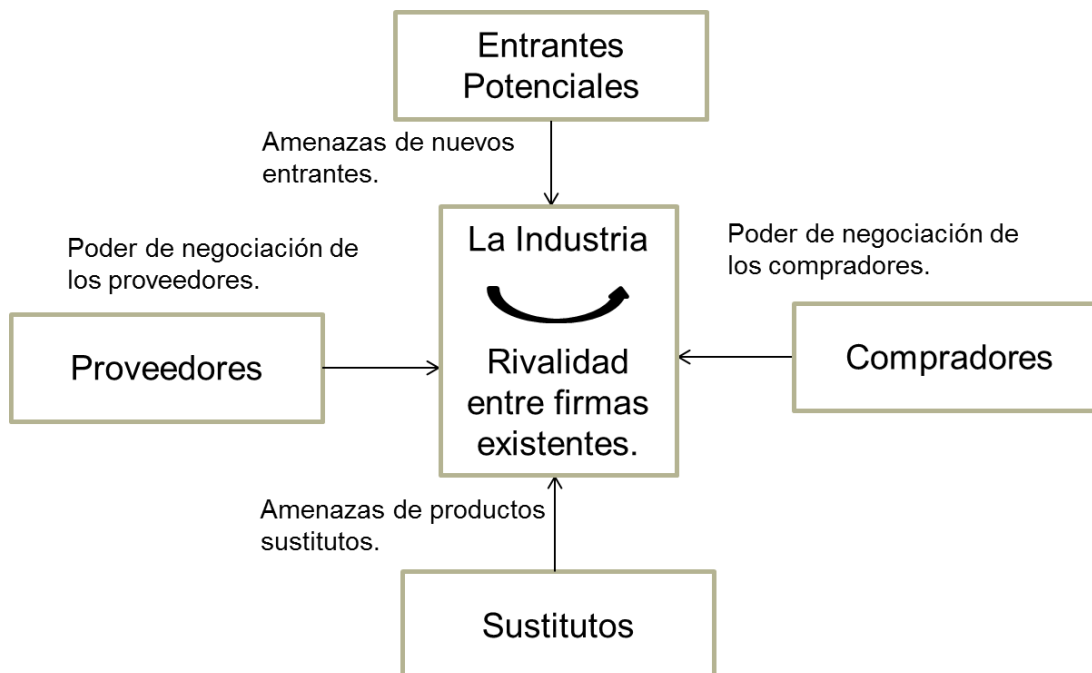 Entrantes
Potenciales
Amenazas de nuevos
entrantes.
La Industria
Poder de negociación de
los proveedores.
Poder de negociación de
los compradores.
Proveedores
Rivalidad
entre firmas
existentes.
Compradores
Amenazas de productos
sustitutos.
Sustitutos